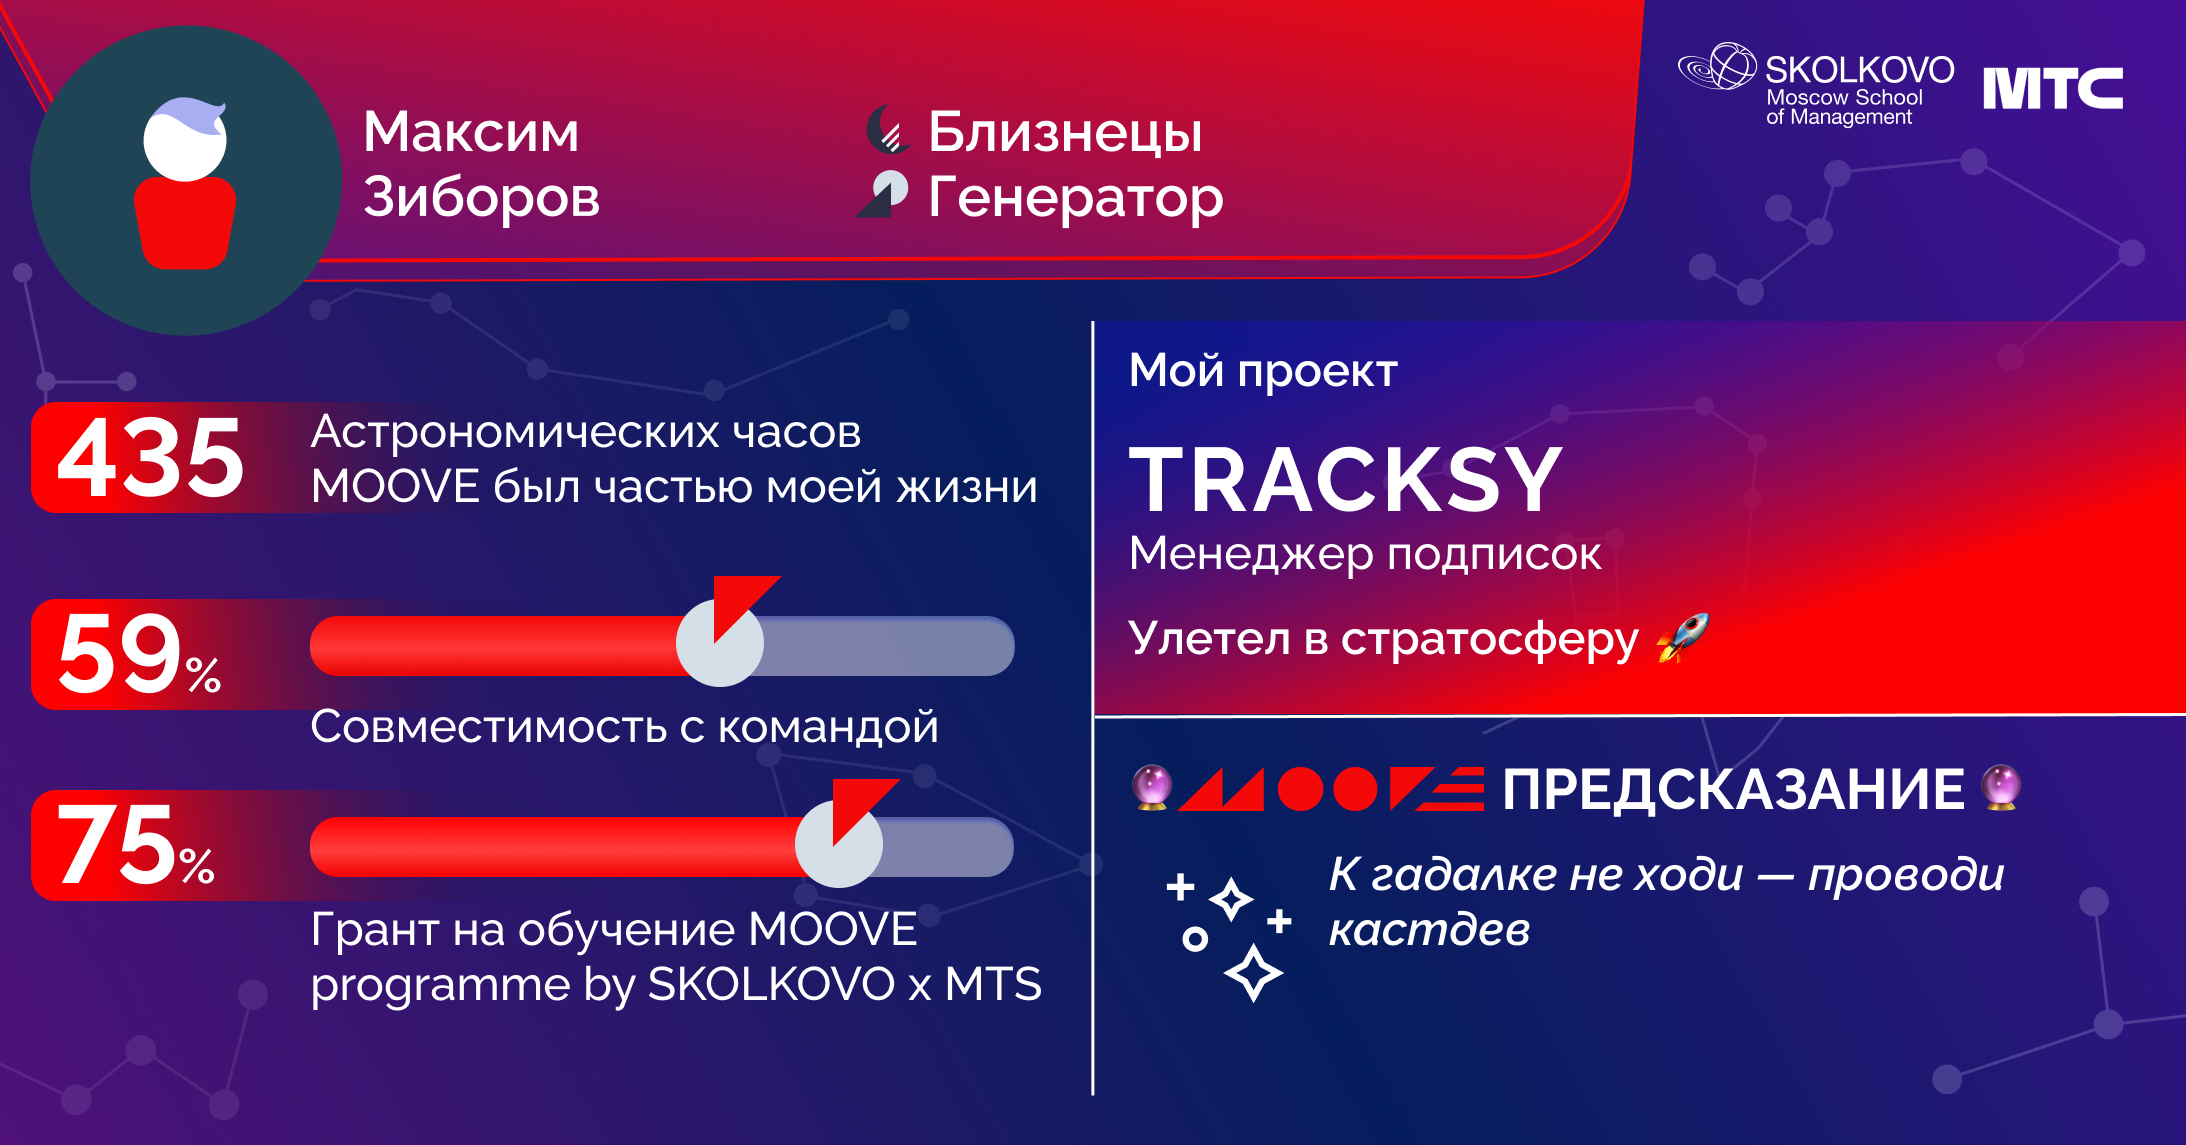 Максим
Зиборов
Близнецы
Генератор
SKOLKOVO
Moscow School
of Management
МТС
435
Астрономических часов
MOOVE был частью моей жизни
59%
Совместимость с командой
75%
Грант на обучение MOOVE
programme by SKOLKOVO x MTS
Мой проект
TRACKSY
Менеджер подписок
Улетел в стратосферу 🚀
🔮 MOOVE ПРЕДСКАЗАНИЕ 🔮
К гадалке не ходи — проводи
кастдев